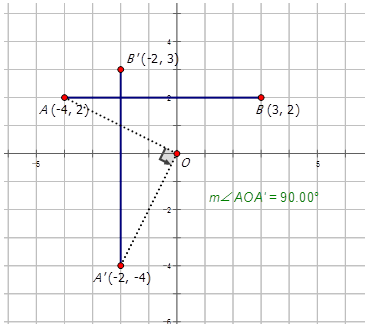 4
B′(-2, 3)
2
A (-4, 2)
B (3, 2)
-5
O
5
m∠AOA′ = 90.00°
-2
-4
A′(-2, -4)
-6